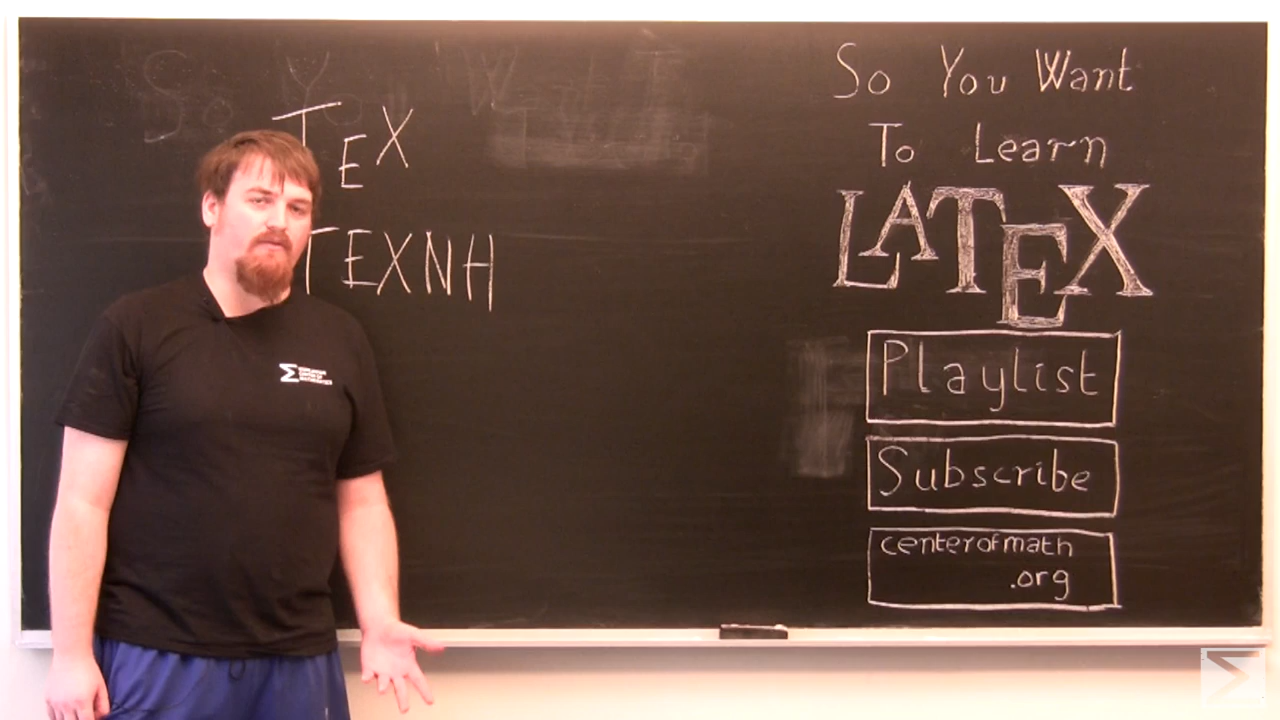 TEX
TEXNH
So You Want
To Learn
LATEX
Playlist
Subscribe
centerofmath
.org